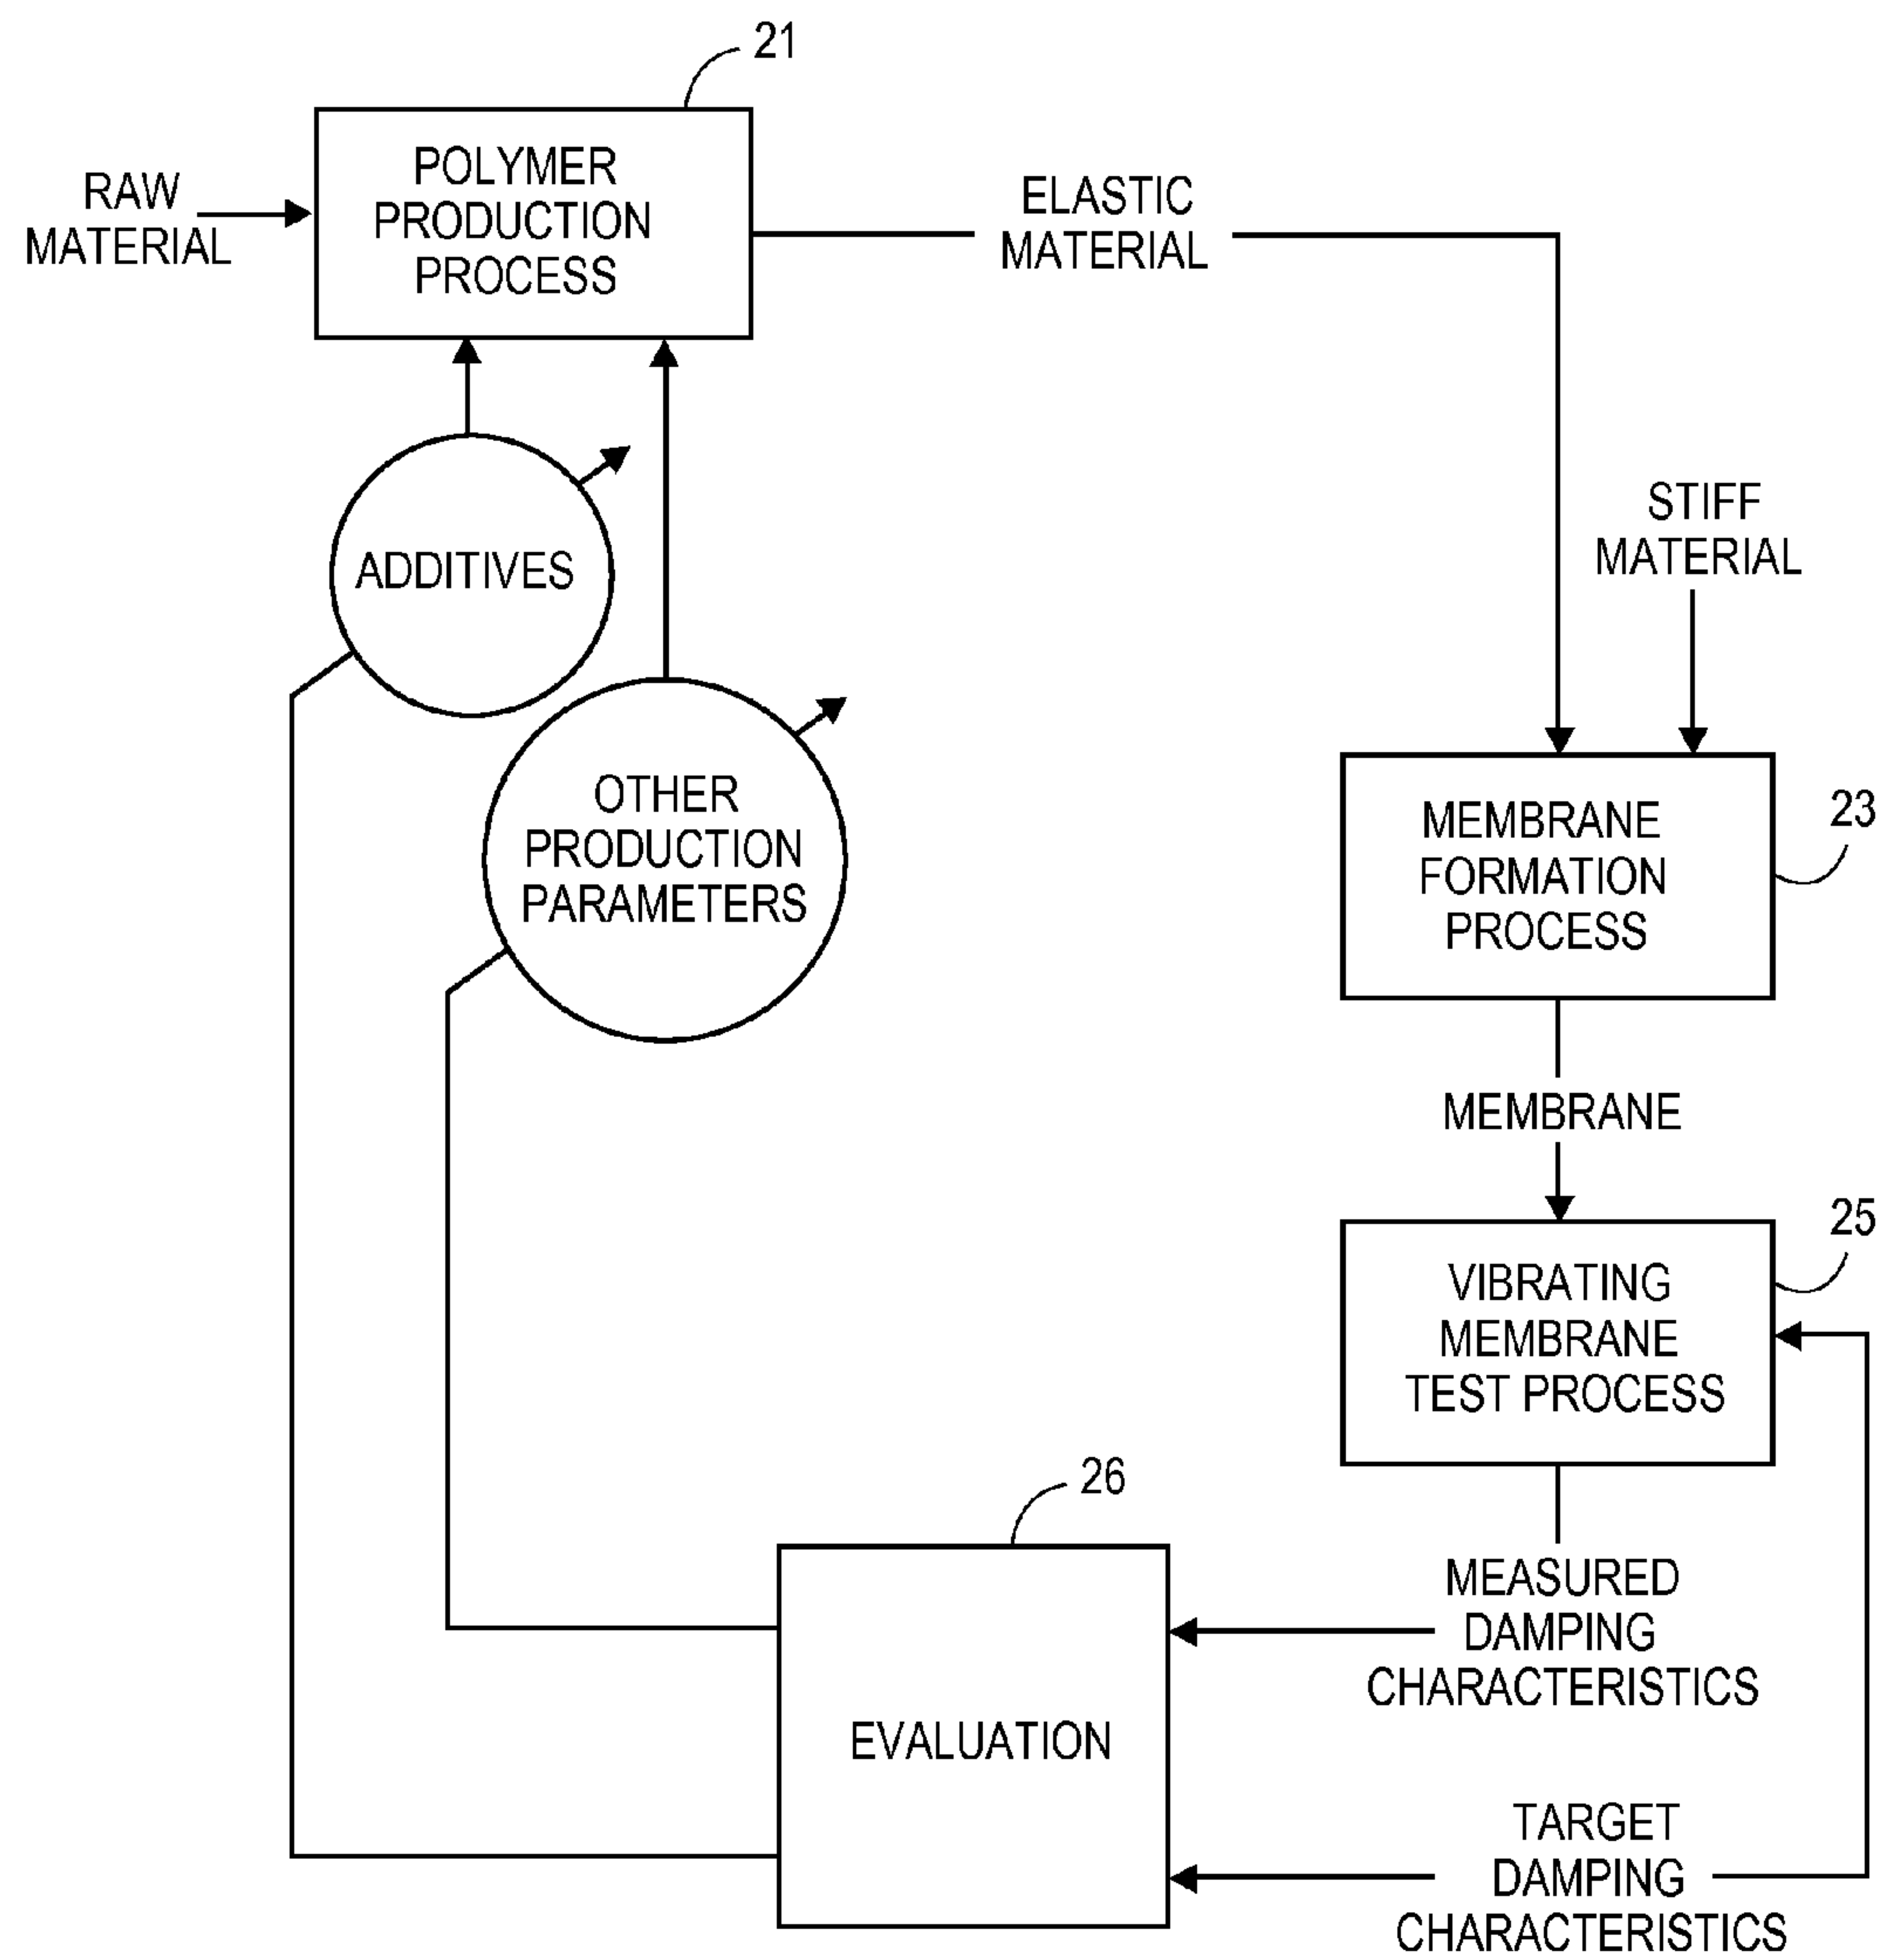 21
POLYMER
PRODUCTION
PROCESS
RAW
MATERIAL
ELASTIC
MATERIAL
ADDITIVES
STIFF
MATERIAL
OTHER
PRODUCTION
PARAMETERS
MEMBRANE
FORMATION
PROCESS
23
MEMBRANE
25
VIBRATING
MEMBRANE
TEST PROCESS
26
MEASURED
DAMPING
CHARACTERISTICS
EVALUATION
TARGET
DAMPING
CHARACTERISTICS